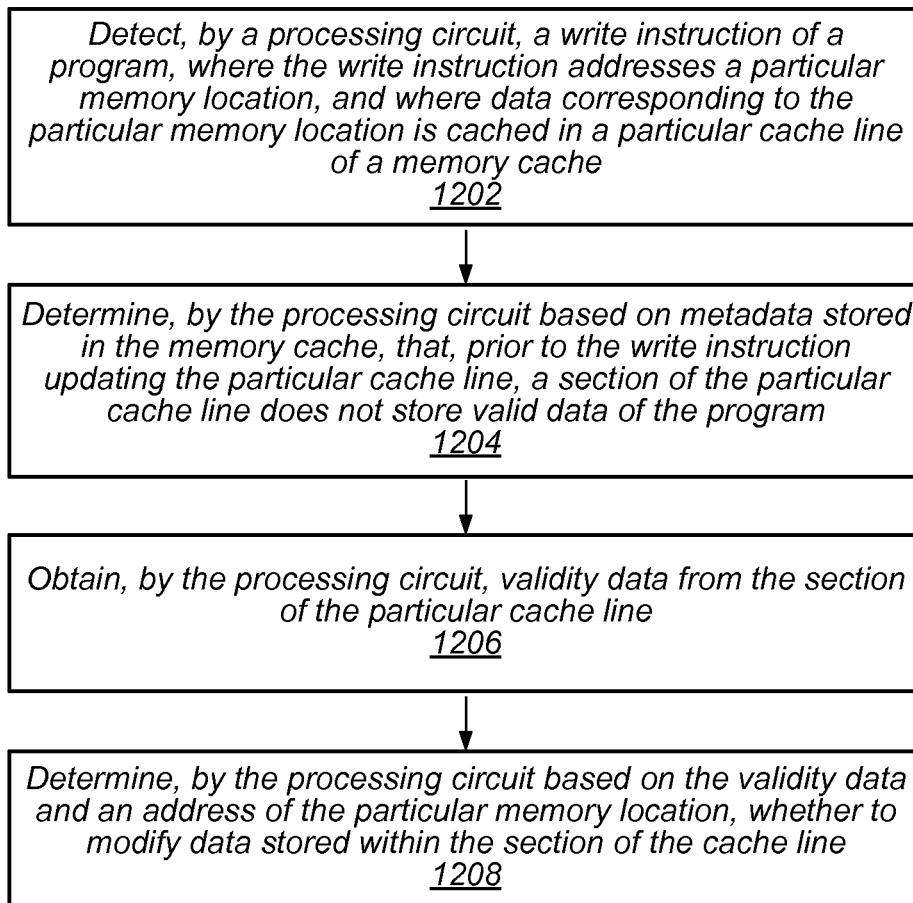 Detect, by a processing circuit, a write instruction of a
program, where the write instruction addresses a particular
memory location, and where data corresponding to the
particular memory location is cached in a particular cache line
of a memory cache
1202
Determine, by the processing circuit based on metadata stored
in the memory cache, that, prior to the write instruction
updating the particular cache line, a section of the particular
cache line does not store valid data of the program
1204
Obtain, by the processing circuit, validity data from the section
of the particular cache line
1206
Determine, by the processing circuit based on the validity data
and an address of the particular memory location, whether to
modify data stored within the section of the cache line
1208